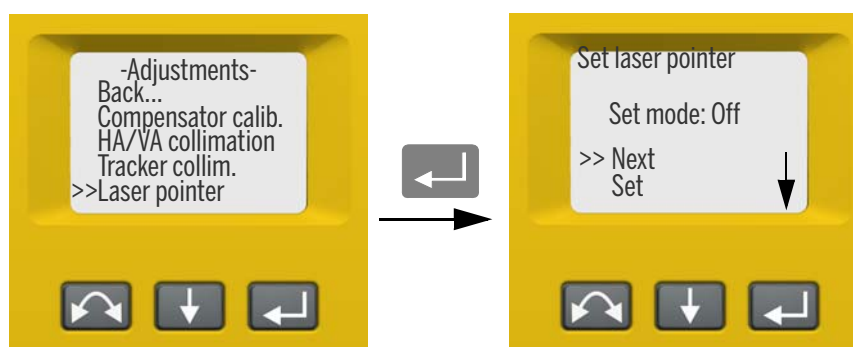 -Adjustments-
Back...
Compensator calib.
HA/VA collimation
Tracker collim.
>>Laser pointer
Set laser pointer
Set mode: Off
>> Next
Set